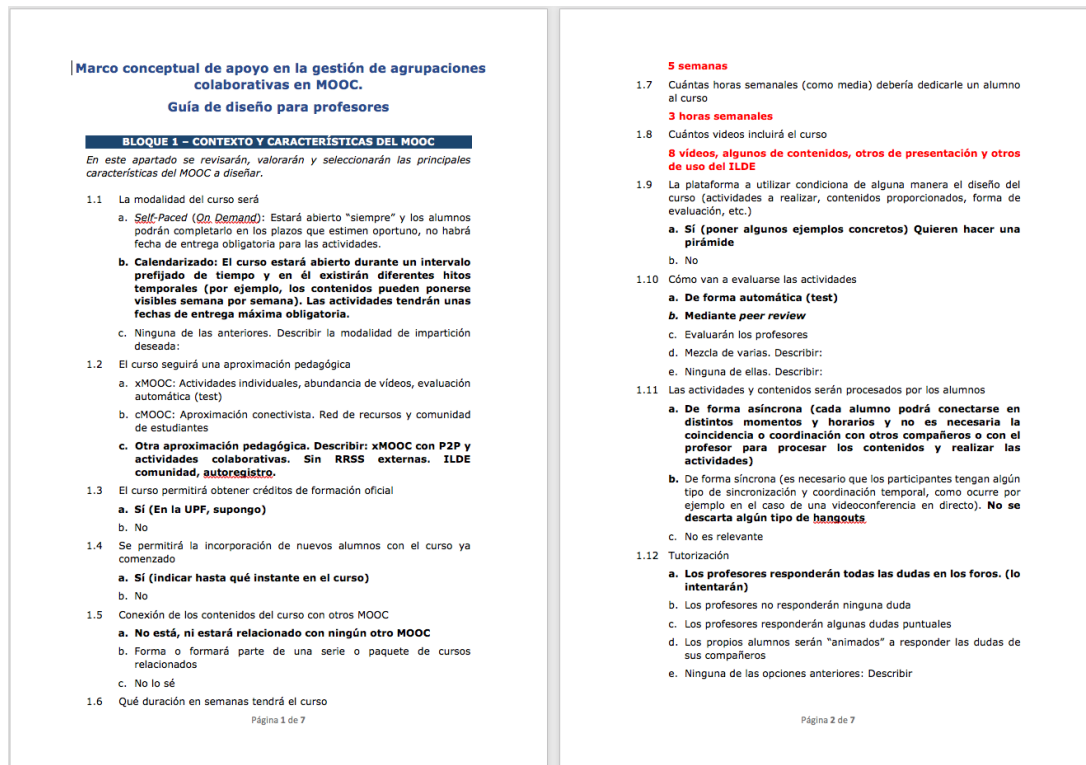 Marco conceptual de apoyo en la gestión de agrupaciones
colaborativas en MOOC.
Guía de diseño para profesores
BLOQUE 1 – CONTEXTO Y CARACTERÍSTICAS DEL MOOC
En este apartado se revisarán, valorarán y seleccionarán las principales
características del MOOC a diseñar.
1.1 La modalidad del curso será
a. Self-Paced (On Demand): Estará abierto “siempre” y los alumnos
podrán completarlo en los plazos que estimen oportuno, no habrá
fecha de entrega obligatoria para las actividades.
b. Calendarizado: El curso estará abierto durante un intervalo
prefijado de tiempo y en él existirán diferentes hitos
temporales (por ejemplo, los contenidos pueden ponerse
visibles semana por semana). Las actividades tendrán unas
fechas de entrega máxima obligatoria.
c. Ninguna de las anteriores. Describir la modalidad de impartición
deseada:
1.2 El curso seguirá una aproximación pedagógica
a. xMOOC: Actividades individuales, abundancia de vídeos, evaluación
automática (test)
b. cMOOC: Aproximación conectivista. Red de recursos y comunidad
de estudiantes
c. Otra aproximación pedagógica. Describir: xMOOC con P2P y
actividades colaborativas. Sin RRSS externas. ILDE
comunidad, autoregistro.
1.3 El curso permitirá obtener créditos de formación oficial
a. Sí (En la UPF, supongo)
b. No
1.4 Se permitirá la incorporación de nuevos alumnos con el curso ya
comenzado
a. Sí (indicar hasta qué instante en el curso)
b. No
1.5 Conexión de los contenidos del curso con otros MOOC
a. No está, ni estará relacionado con ningún otro MOOC
b. Forma o formará parte de una serie o paquete de cursos
relacionados
c. No lo sé
1.6 Qué duración en semanas tendrá el curso
Página 1 de 7
5 semanas
1.7 Cuántas horas semanales (como media) debería dedicarle un alumno
al curso
3 horas semanales
1.8 Cuántos videos incluirá el curso
8 vídeos, algunos de contenidos, otros de presentación y otros
de uso del ILDE
1.9 La plataforma a utilizar condiciona de alguna manera el diseño del
curso (actividades a realizar, contenidos proporcionados, forma de
evaluación, etc.)
a. Sí (poner algunos ejemplos concretos) Quieren hacer una
pirámide
b. No
1.10 Cómo van a evaluarse las actividades
a. De forma automática (test)
b. Mediante peer review
c. Evaluarán los profesores
d. Mezcla de varias. Describir:
e. Ninguna de ellas. Describir:
1.11 Las actividades y contenidos serán procesados por los alumnos
a. De forma asíncrona (cada alumno podrá conectarse en
distintos momentos y horarios y no es necesaria la
coincidencia o coordinación con otros compañeros o con el
profesor para procesar los contenidos y realizar las
actividades)
b. De forma síncrona (es necesario que los participantes tengan algún
tipo de sincronización y coordinación temporal, como ocurre por
ejemplo en el caso de una videoconferencia en directo). No se
descarta algún tipo de hangouts
c. No es relevante
1.12 Tutorización
a. Los profesores responderán todas las dudas en los foros. (lo
intentarán)
b. Los profesores no responderán ninguna duda
c. Los profesores responderán algunas dudas puntuales
d. Los propios alumnos serán “animados” a responder las dudas de
sus compañeros
e. Ninguna de las opciones anteriores: Describir
Página 2 de 7